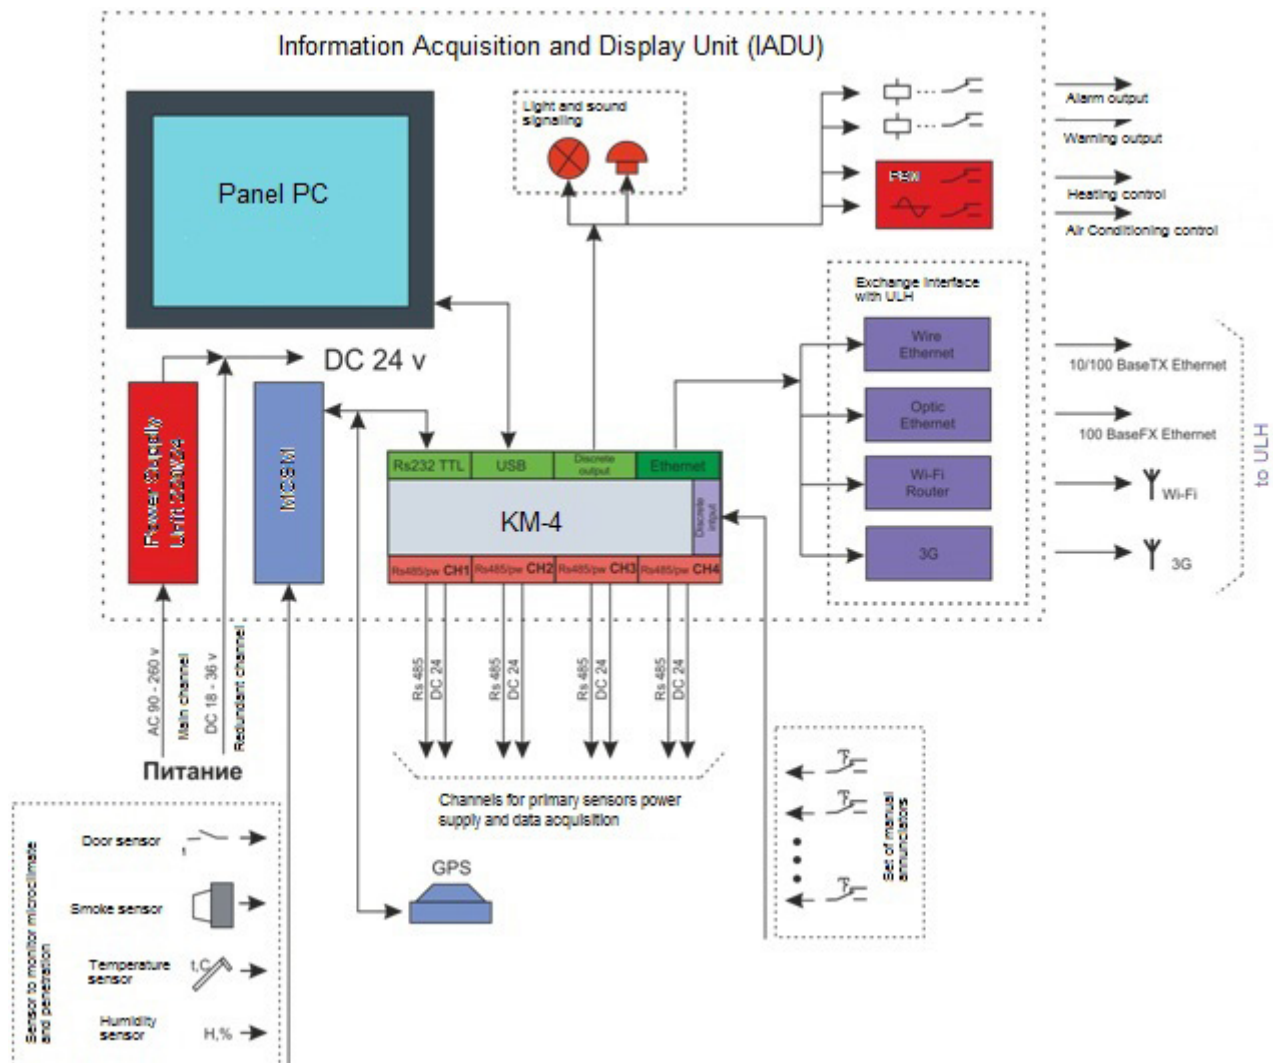 Information Acquisition and Display Unit (IADU)
Panel PC
Light and sound
signaling
Alarm output
Warning output
Heating control
Air Conditioning control
Exchange Interface
with ULH
Wire
Ethernet
Optic
Ethernet
Wi-Fi
Router
3G
10/100 BaseTX Ethernet
100 BaseFX Ethernet
Wi-Fi
3G
to ULH
DC 24 v
Power Supply
MCSM
Rs232 TTL
USB
Discrete
output
Ethernet
KM-4
Discrete
intput
Rs485/pw CH1
Rs485/pw CH2
Rs485/pw CH3
Rs485/pw CH4
AC 90 - 260 v
Main channel
DC 18 - 36 v
Redundant channel
Питание
Rs 485
DC 24
Rs 485
DC 24
Rs 485
DC 24
Rs 485
DC 24
Channels for primary sensors power
supply and data acquisition
GPS
Set of manual
annunciators
Sensor to monitor microclimate
and penetration
Door sensor
Smoke sensor
Temperature
sensor
t,C
Humidity
sensor
H,%